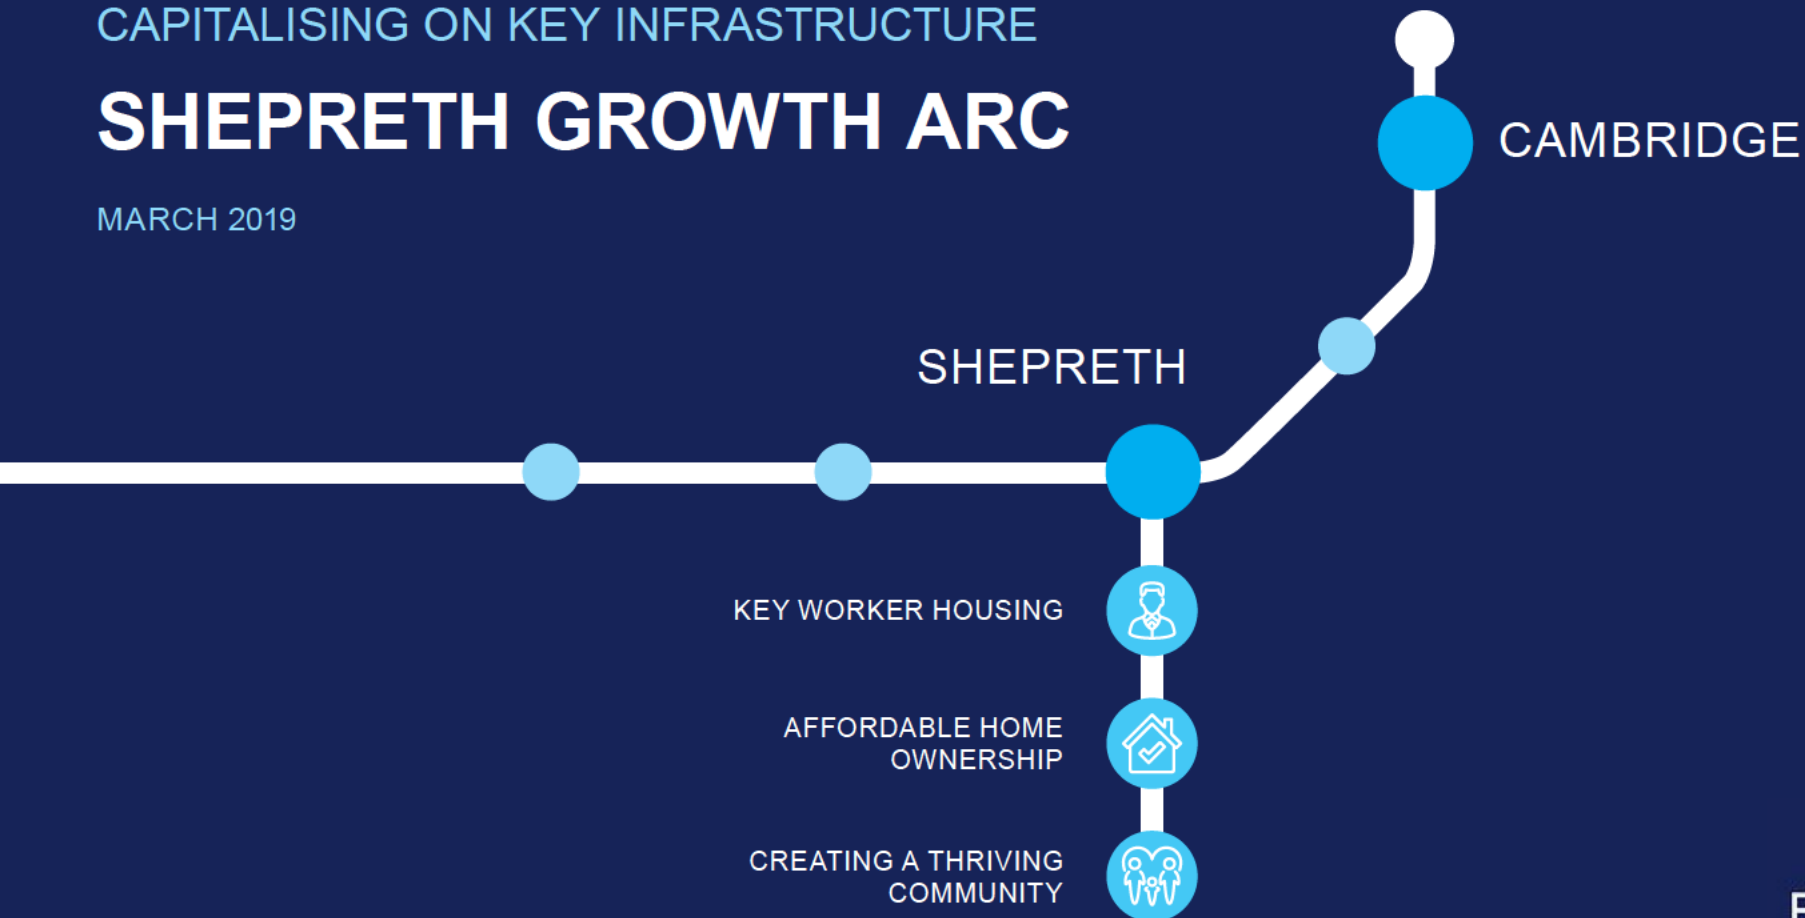 CAPITALISING ON KEY INFRASTRUCTURE
SHEPRETH GROWTH ARC
MARCH 2019
CAMBRIDGE
SHEPRETH
KEY WORKER HOUSING
AFFORDABLE HOME
OWNERSHIP
CREATING A THRIVING
COMMUNITY